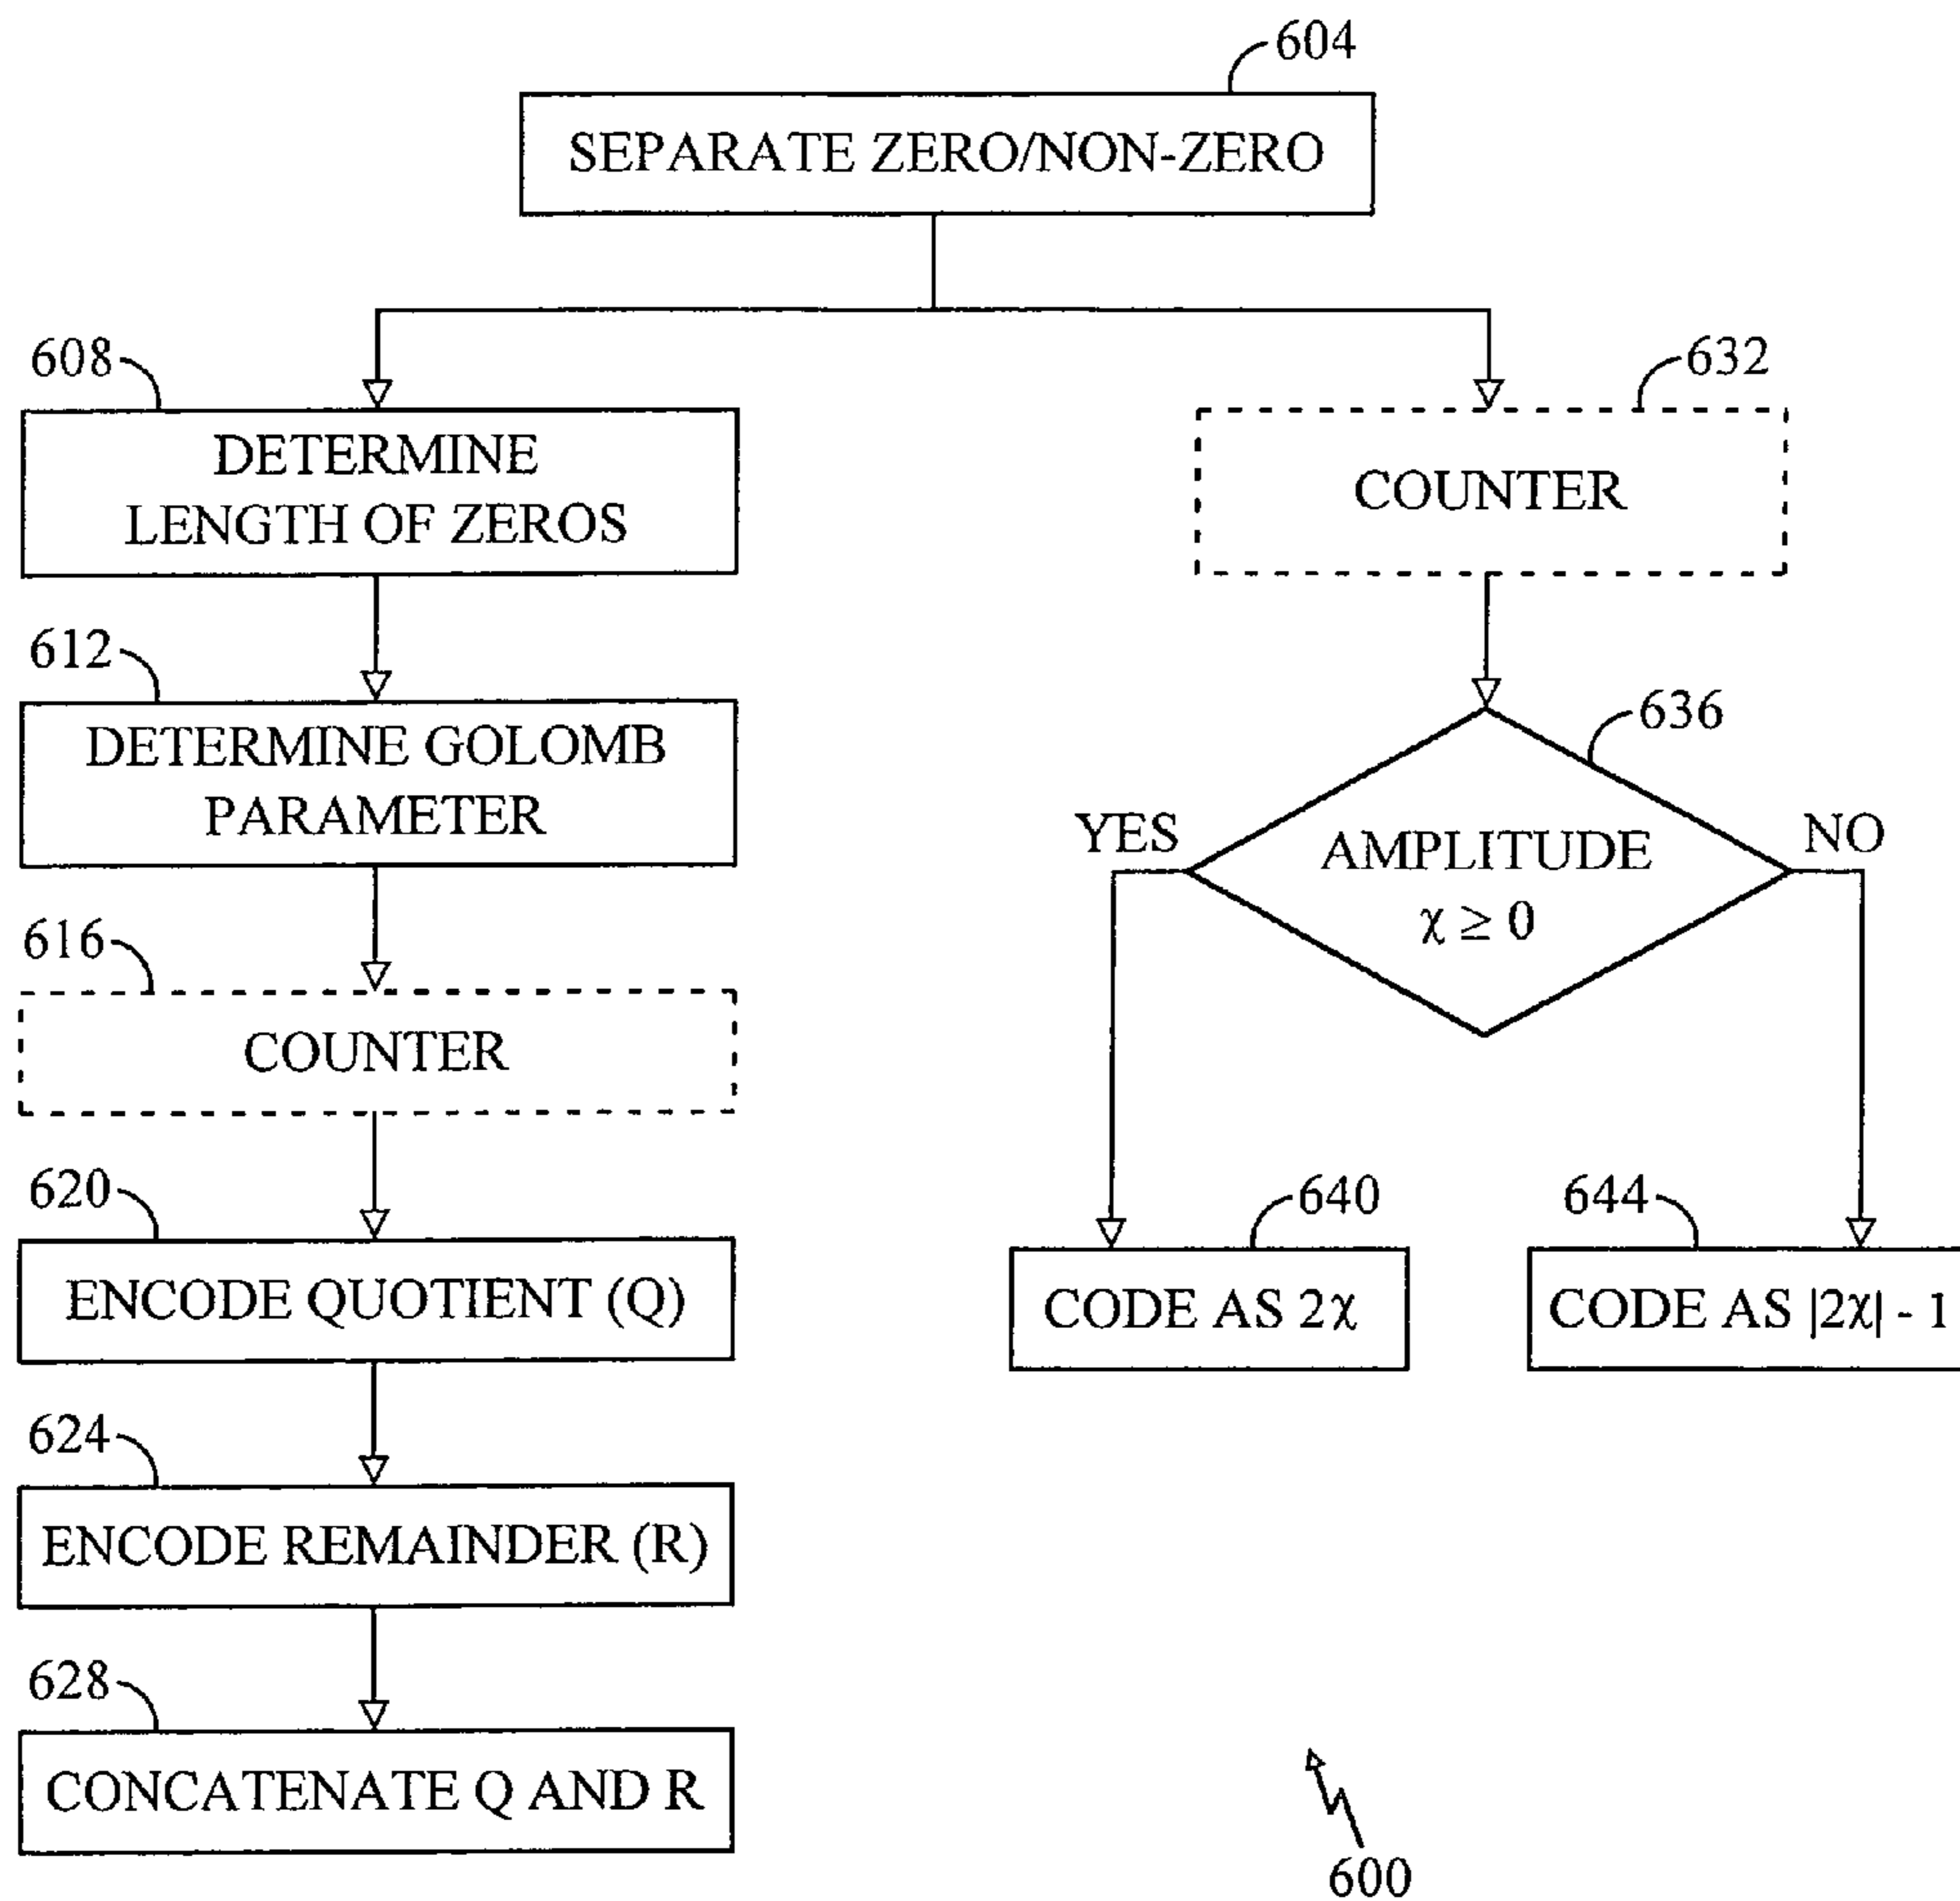 604
SEPARATE ZERO/NON-ZERO
608
DETERMINE
LENGTH OF ZEROS
612
DETERMINE GOLOMB
PARAMETER
616
COUNTER
620
ENCODE QUOTIENT (Q)
624
ENCODE REMAINDER (R)
628
CONCATENATE Q AND R
632
COUNTER
636
YES
AMPLITUDE
χ ≥ 0
NO
640
CODE AS 2χ
644
CODE AS |2χ| - 1
600